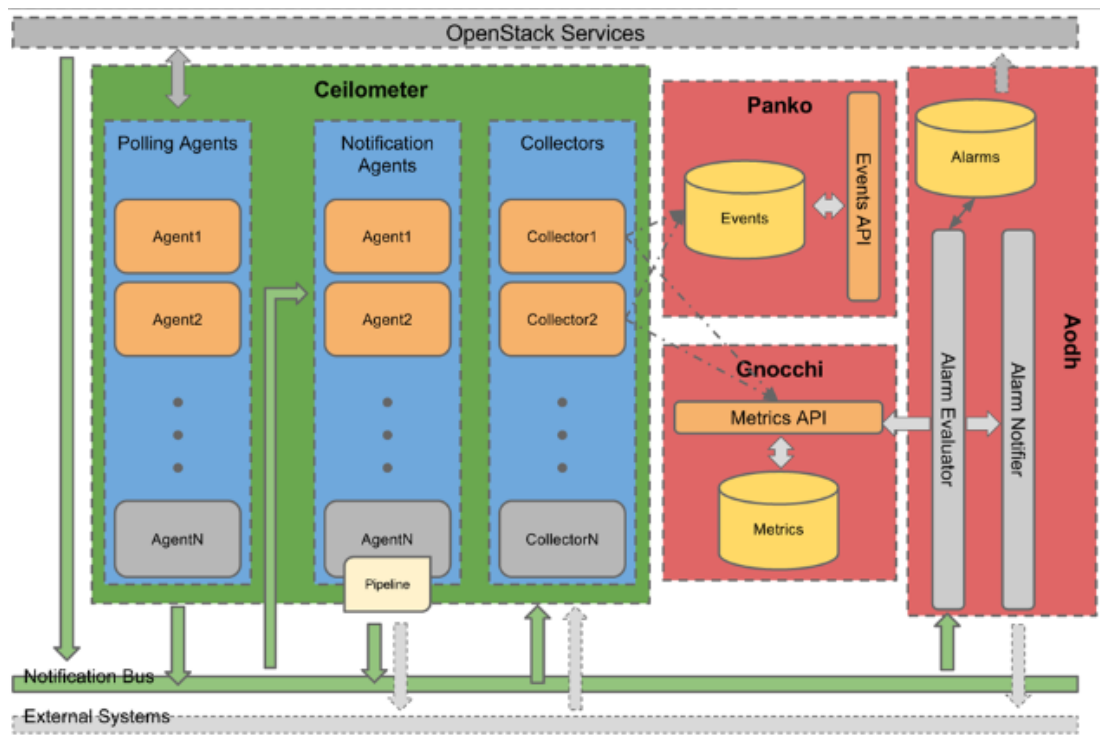 OpenStack Services
Ceilometer
Polling Agents
Agent1
Agent2
AgentN
Notification
Agents
Agent1
Agent2
AgentN
Pipeline
Collectors
Collector1
Collector2
CollectorN
Panko
Events
Events API
Gnocchi
Metrics API
Metrics
Aodh
Alarms
Alarm Evaluator
Alarm Notifier
Notification Bus
External Systems